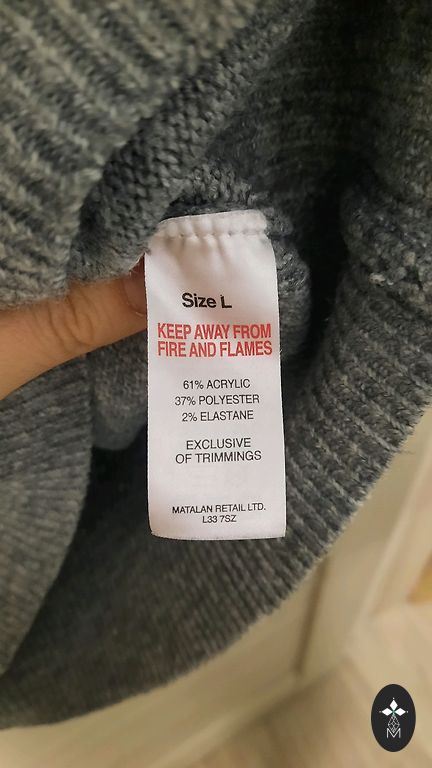 Size L
KEEP AWAY FROM
FIRE AND FLAMES
61% ACRYLIC
37% POLYESTER
2% ELASTANE
EXCLUSIVE
OF TRIMMINGS
MATALAN RETAIL LTD.
L33 7SZ
M